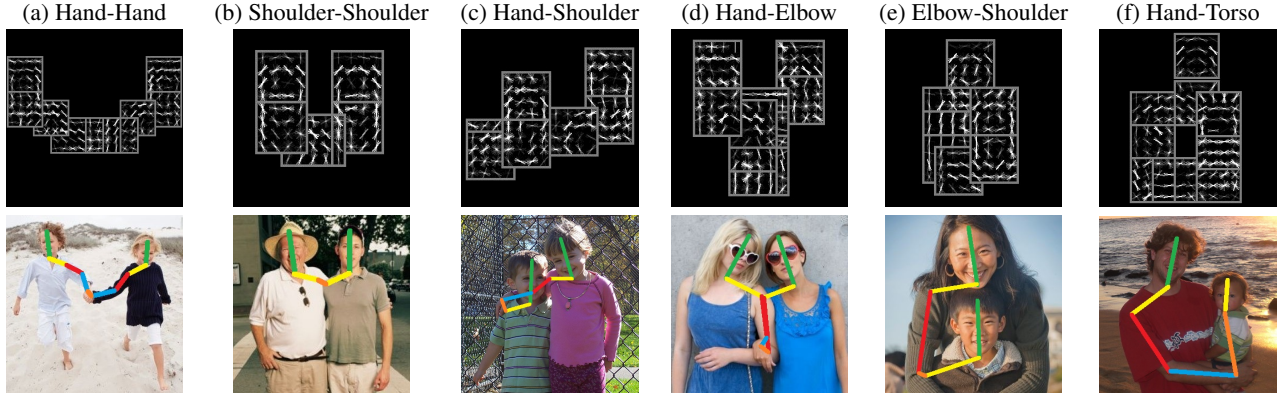 (a) Hand-Hand
(b) Shoulder-Shoulder
(c) Hand-Shoulder
(d) Hand-Elbow
(e) Elbow-Shoulder
(f) Hand-Torso